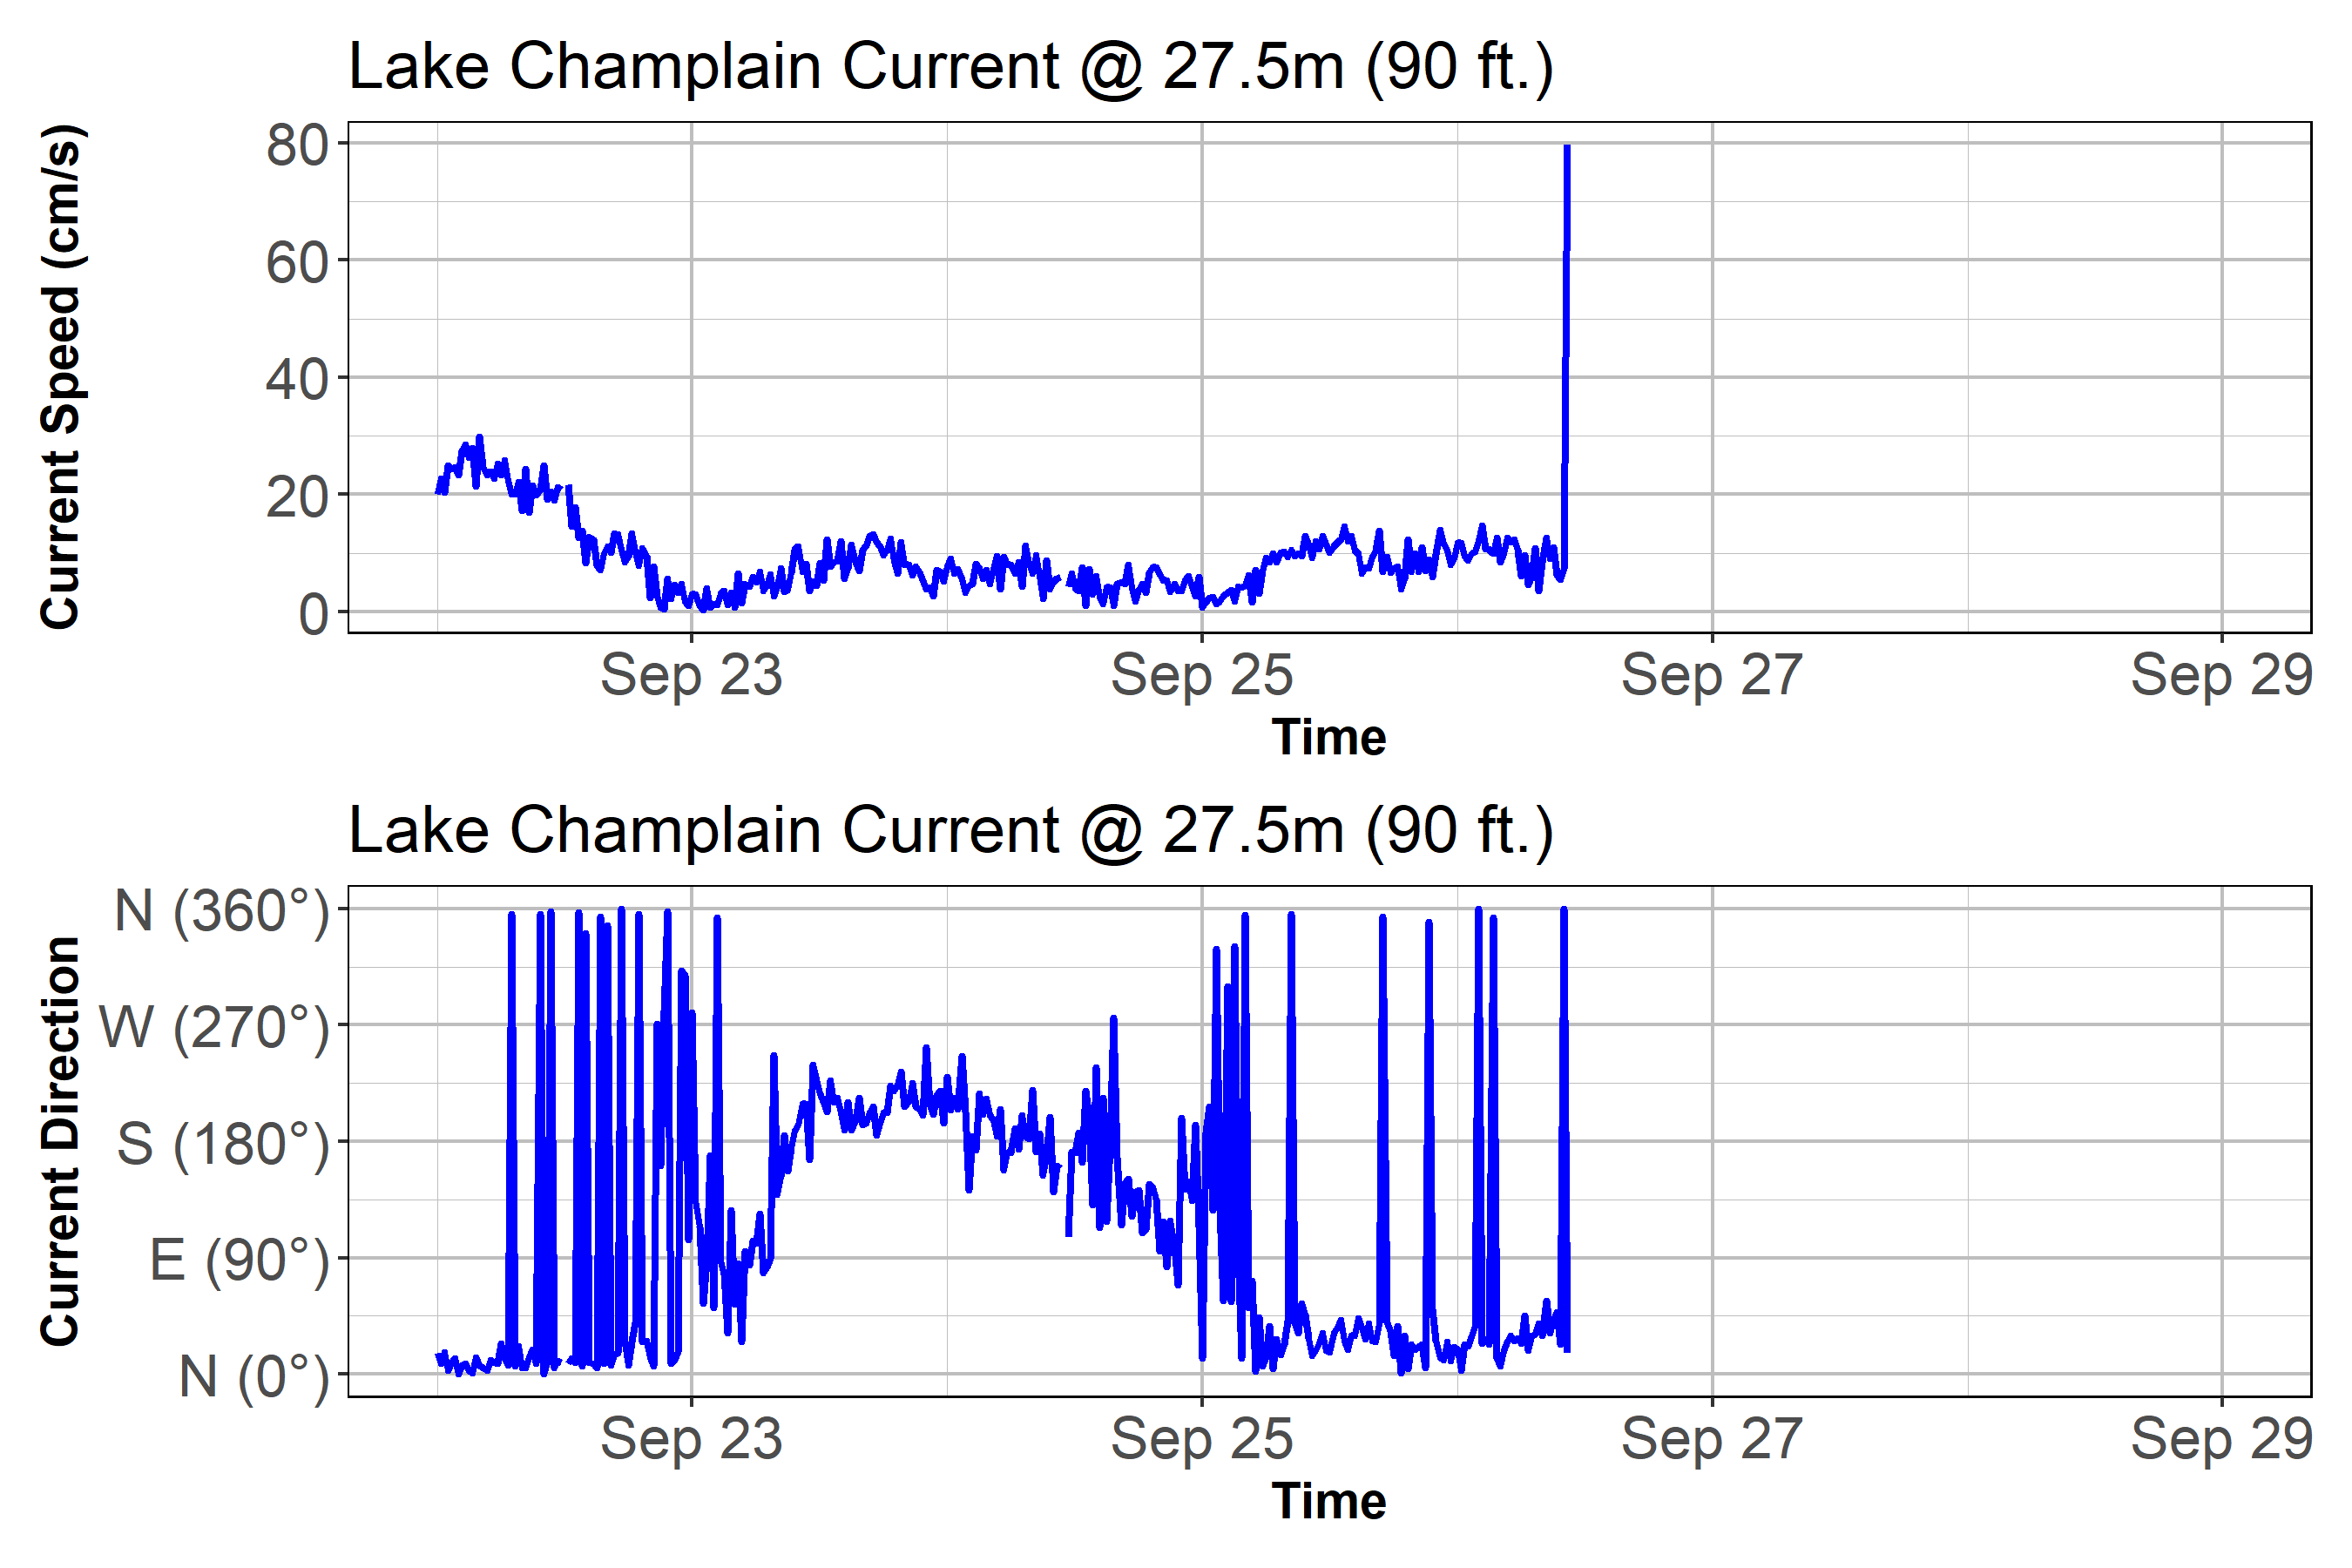 Lake Champlain Current @ 27.5m (90 ft.)
Current Speed (cm/s)
80
60
40
20
0
Sep 23 Sep 25 Sep 27 Sep 29
Time
Lake Champlain Current @ 27.5m (90 ft.)
Current Direction
N (360°)
W (270°)
S (180°)
E (90°)
N (0°)
Sep 23 Sep 25 Sep 27 Sep 29
Time